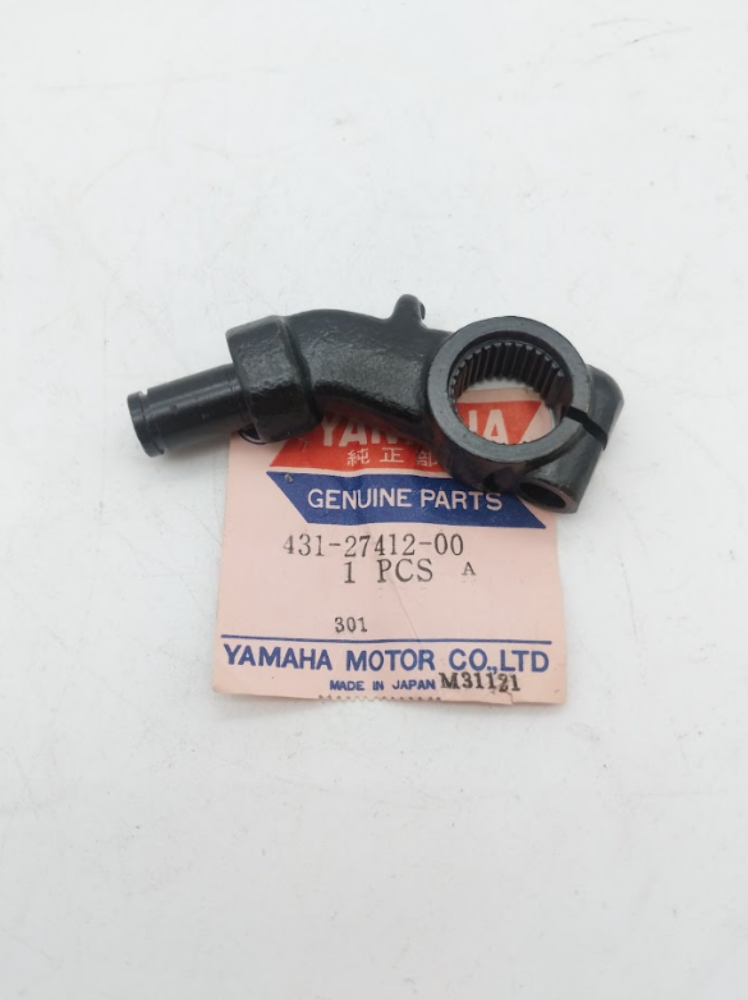 YAMAHA
純正部
GENUINE PARTS
431-27412-00
1 PCS A
301
YAMAHA MOTOR CO.,LTD
MADE IN JAPAN M31121